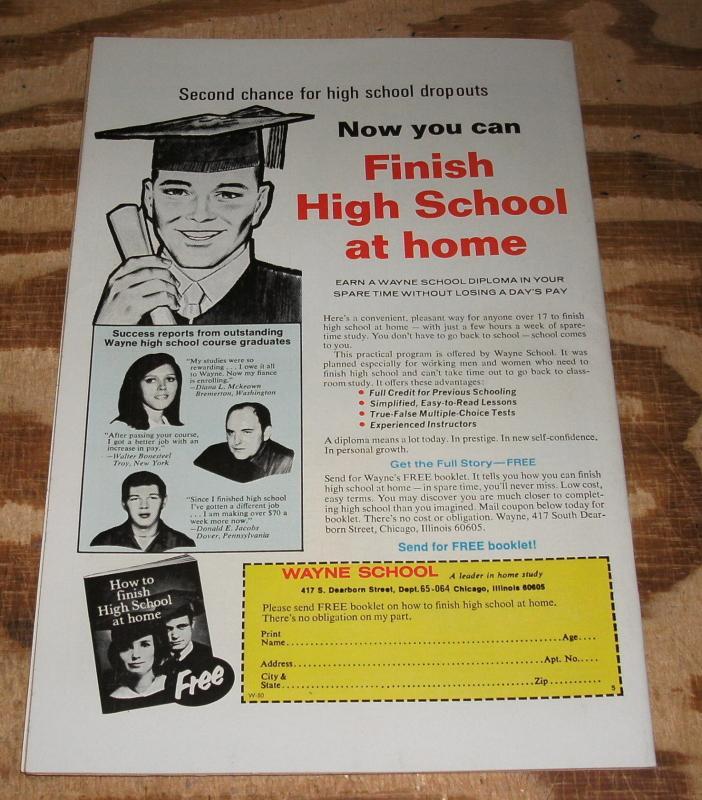 Second chance for high school dropouts
Now you can
Finish
High School
at home
EARN A WAYNE SCHOOL DIPLOMA IN YOUR
SPARE TIME WITHOUT LOSING A DAY'S PAY
Here's a convenient, pleasant way for anyone over 17 to finish
high school at home — with just a few hours a week of spare-
time study. You don't have to go back to school — school comes
to you.
This practical program is offered by Wayne School. It was
planned especially for working men and women who need to
finish high school and can't take time out to go back to class-
room study. It offers these advantages:
• Full Credit for Previous Schooling
• Simplified, Easy-to-Read Lessons
• True-False Multiple-Choice Tests
• Experienced Instructors
A diploma means a lot today. In prestige. In new self-confidence.
In personal growth.
Get the Full Story—FREE
Send for Wayne's FREE booklet. It tells you how you can finish
high school at home — in spare time, you'll never miss. Low cost,
easy terms. You may discover you are much closer to complet-
ing high school than you imagined. Mail coupon below today for
booklet. There's no cost or obligation. Wayne, 417 South Dear-
born Street, Chicago, Illinois 60605.
Send for FREE booklet!
Success reports from outstanding
Wayne high school course graduates
"My studies were so
rewarding . . . I owe it all
to Wayne. Now my fiance
is enrolling."
—Diana L. Mckeown
Bremerton, Washington
"After passing your course,
I got a better job with an
increase in pay."
—Walter Bonesteel
Troy, New York
"Since I finished high school
I've gotten a different job
. . . I am making over $70 a
week more now."
—Donald E. Jacobs
Dover, Pennsylvania
How to
finish
High School
at home
Free
WAYNE SCHOOL A leader in home study
417 S. Dearborn Street, Dept. 65-064 Chicago, Illinois 60605
Please send FREE booklet on how to finish high school at home.
There's no obligation on my part.
Print
Name Age
Address Apt. No.
City &
State Zip
W-50 5